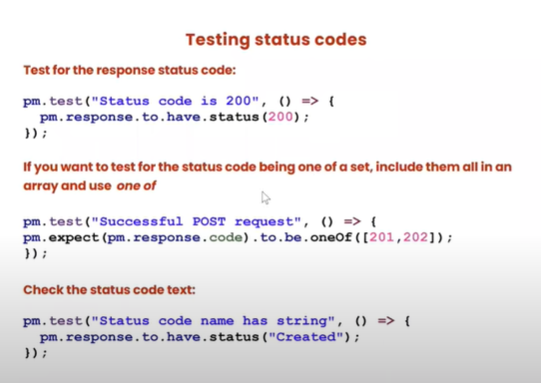 Testing status codes
Test for the response status code:
pm.test("Status code is 200", () => {
pm.response.to.have.status(200);
});
If you want to test for the status code being one of a set, include them all in an
array and use one of
pm.test("Successful POST request", () => {
pm.expect(pm.response.code).to.be.oneOf([201,202]);
});
Check the status code text:
pm.test("Status code name has string", () => {
pm.response.to.have.status("Created");
});